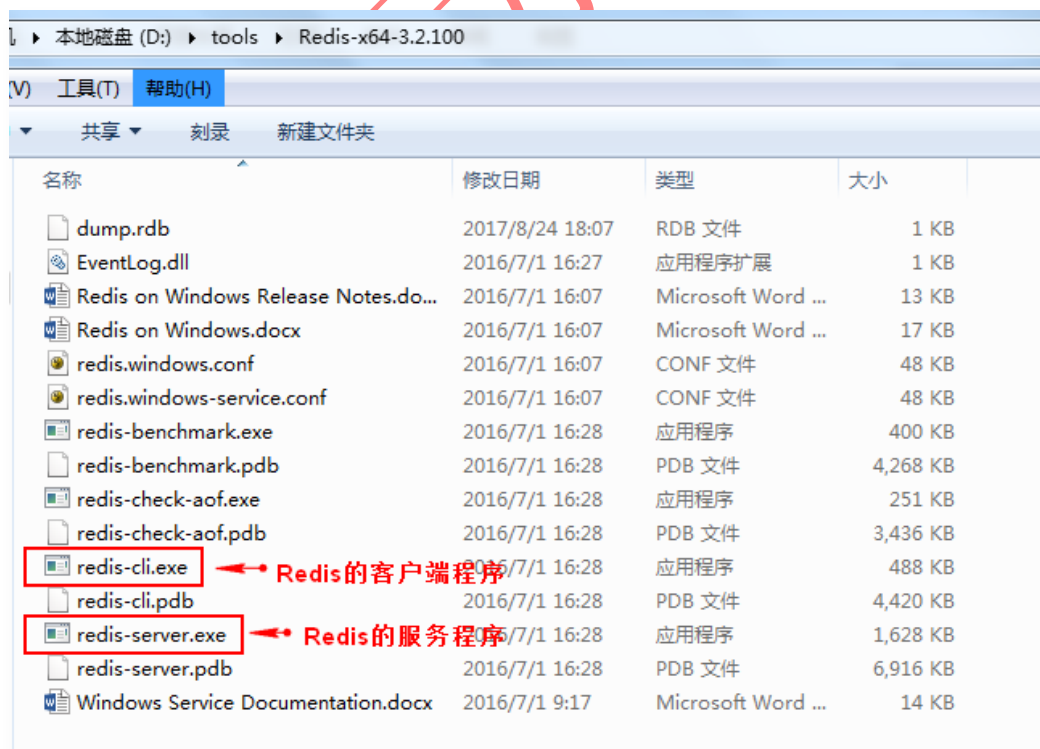 本地磁盘 (D:) ▸ tools ▸ Redis-x64-3.2.100
(V) 工具(T) 帮助(H)
共享 刻录 新建文件夹
名称 修改日期 类型 大小
dump.rdb 2017/8/24 18:07 RDB 文件 1 KB
EventLog.dll 2016/7/1 16:27 应用程序扩展 1 KB
Redis on Windows Release Notes.do... 2016/7/1 16:07 Microsoft Word ... 13 KB
Redis on Windows.docx 2016/7/1 16:07 Microsoft Word ... 17 KB
redis.windows.conf 2016/7/1 16:07 CONF 文件 48 KB
redis.windows-service.conf 2016/7/1 16:07 CONF 文件 48 KB
redis-benchmark.exe 2016/7/1 16:28 应用程序 400 KB
redis-benchmark.pdb 2016/7/1 16:28 PDB 文件 4,268 KB
redis-check-aof.exe 2016/7/1 16:28 应用程序 251 KB
redis-check-aof.pdb 2016/7/1 16:28 PDB 文件 3,436 KB
redis-cli.exe Redis的客户端程序 /7/1 16:28 应用程序 488 KB
redis-cli.pdb 2016/7/1 16:28 PDB 文件 4,420 KB
redis-server.exe Redis的服务程序 /7/1 16:28 应用程序 1,628 KB
redis-server.pdb 2016/7/1 16:28 PDB 文件 6,916 KB
Windows Service Documentation.docx 2016/7/1 9:17 Microsoft Word ... 14 KB